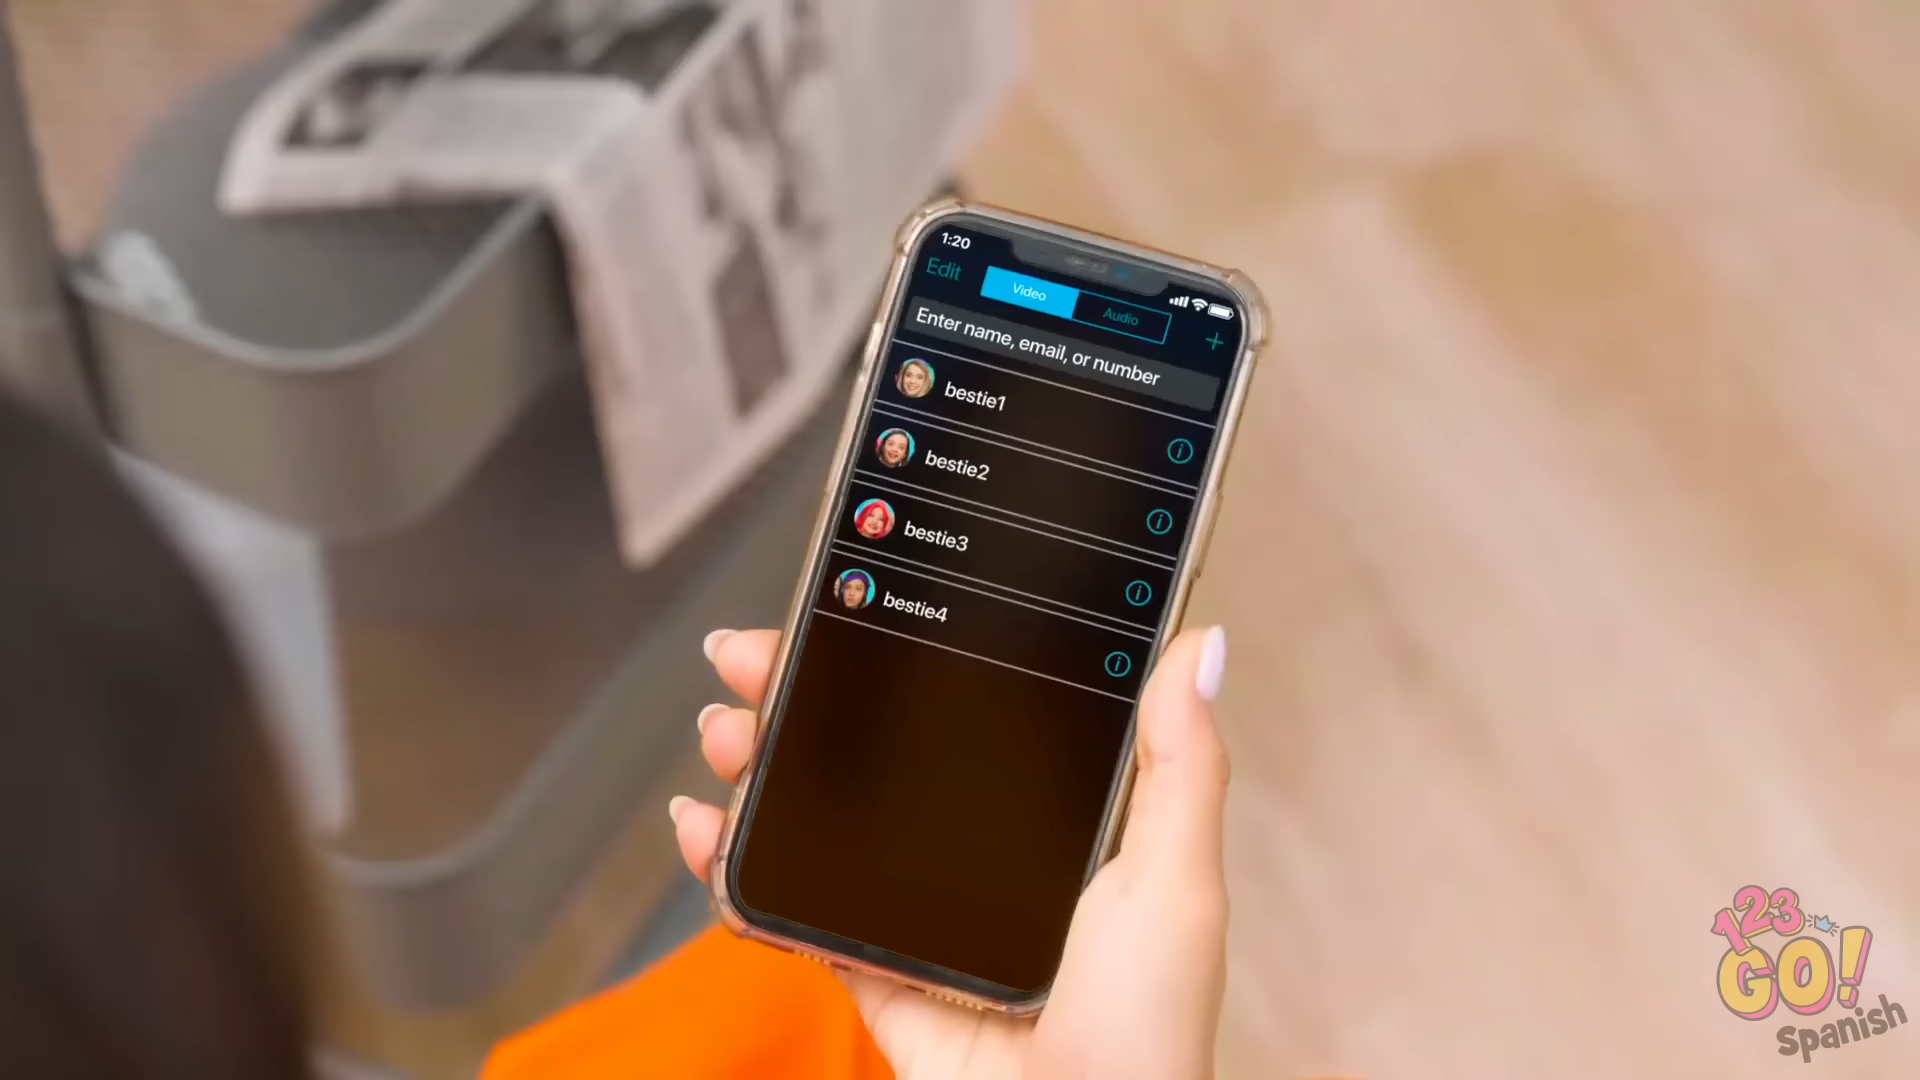 1:20
Edit
Video
Audio
+
Enter name, email, or number
bestie1
bestie2
bestie3
bestie4
123
GO!
Spanish